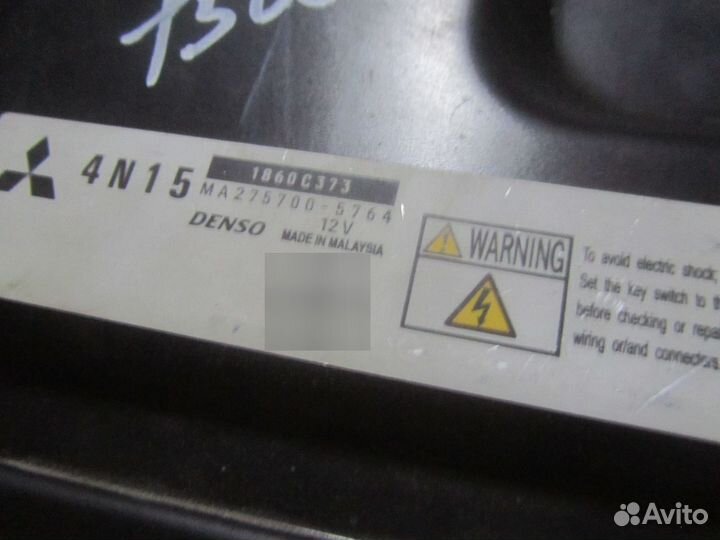 4N15
1860C373
MA275700-5764
DENSO
12V
MADE IN MALAYSIA
WARNING
To avoid electric shock,
Set the key switch to
before checking or
wiring or/and connectors
Avito